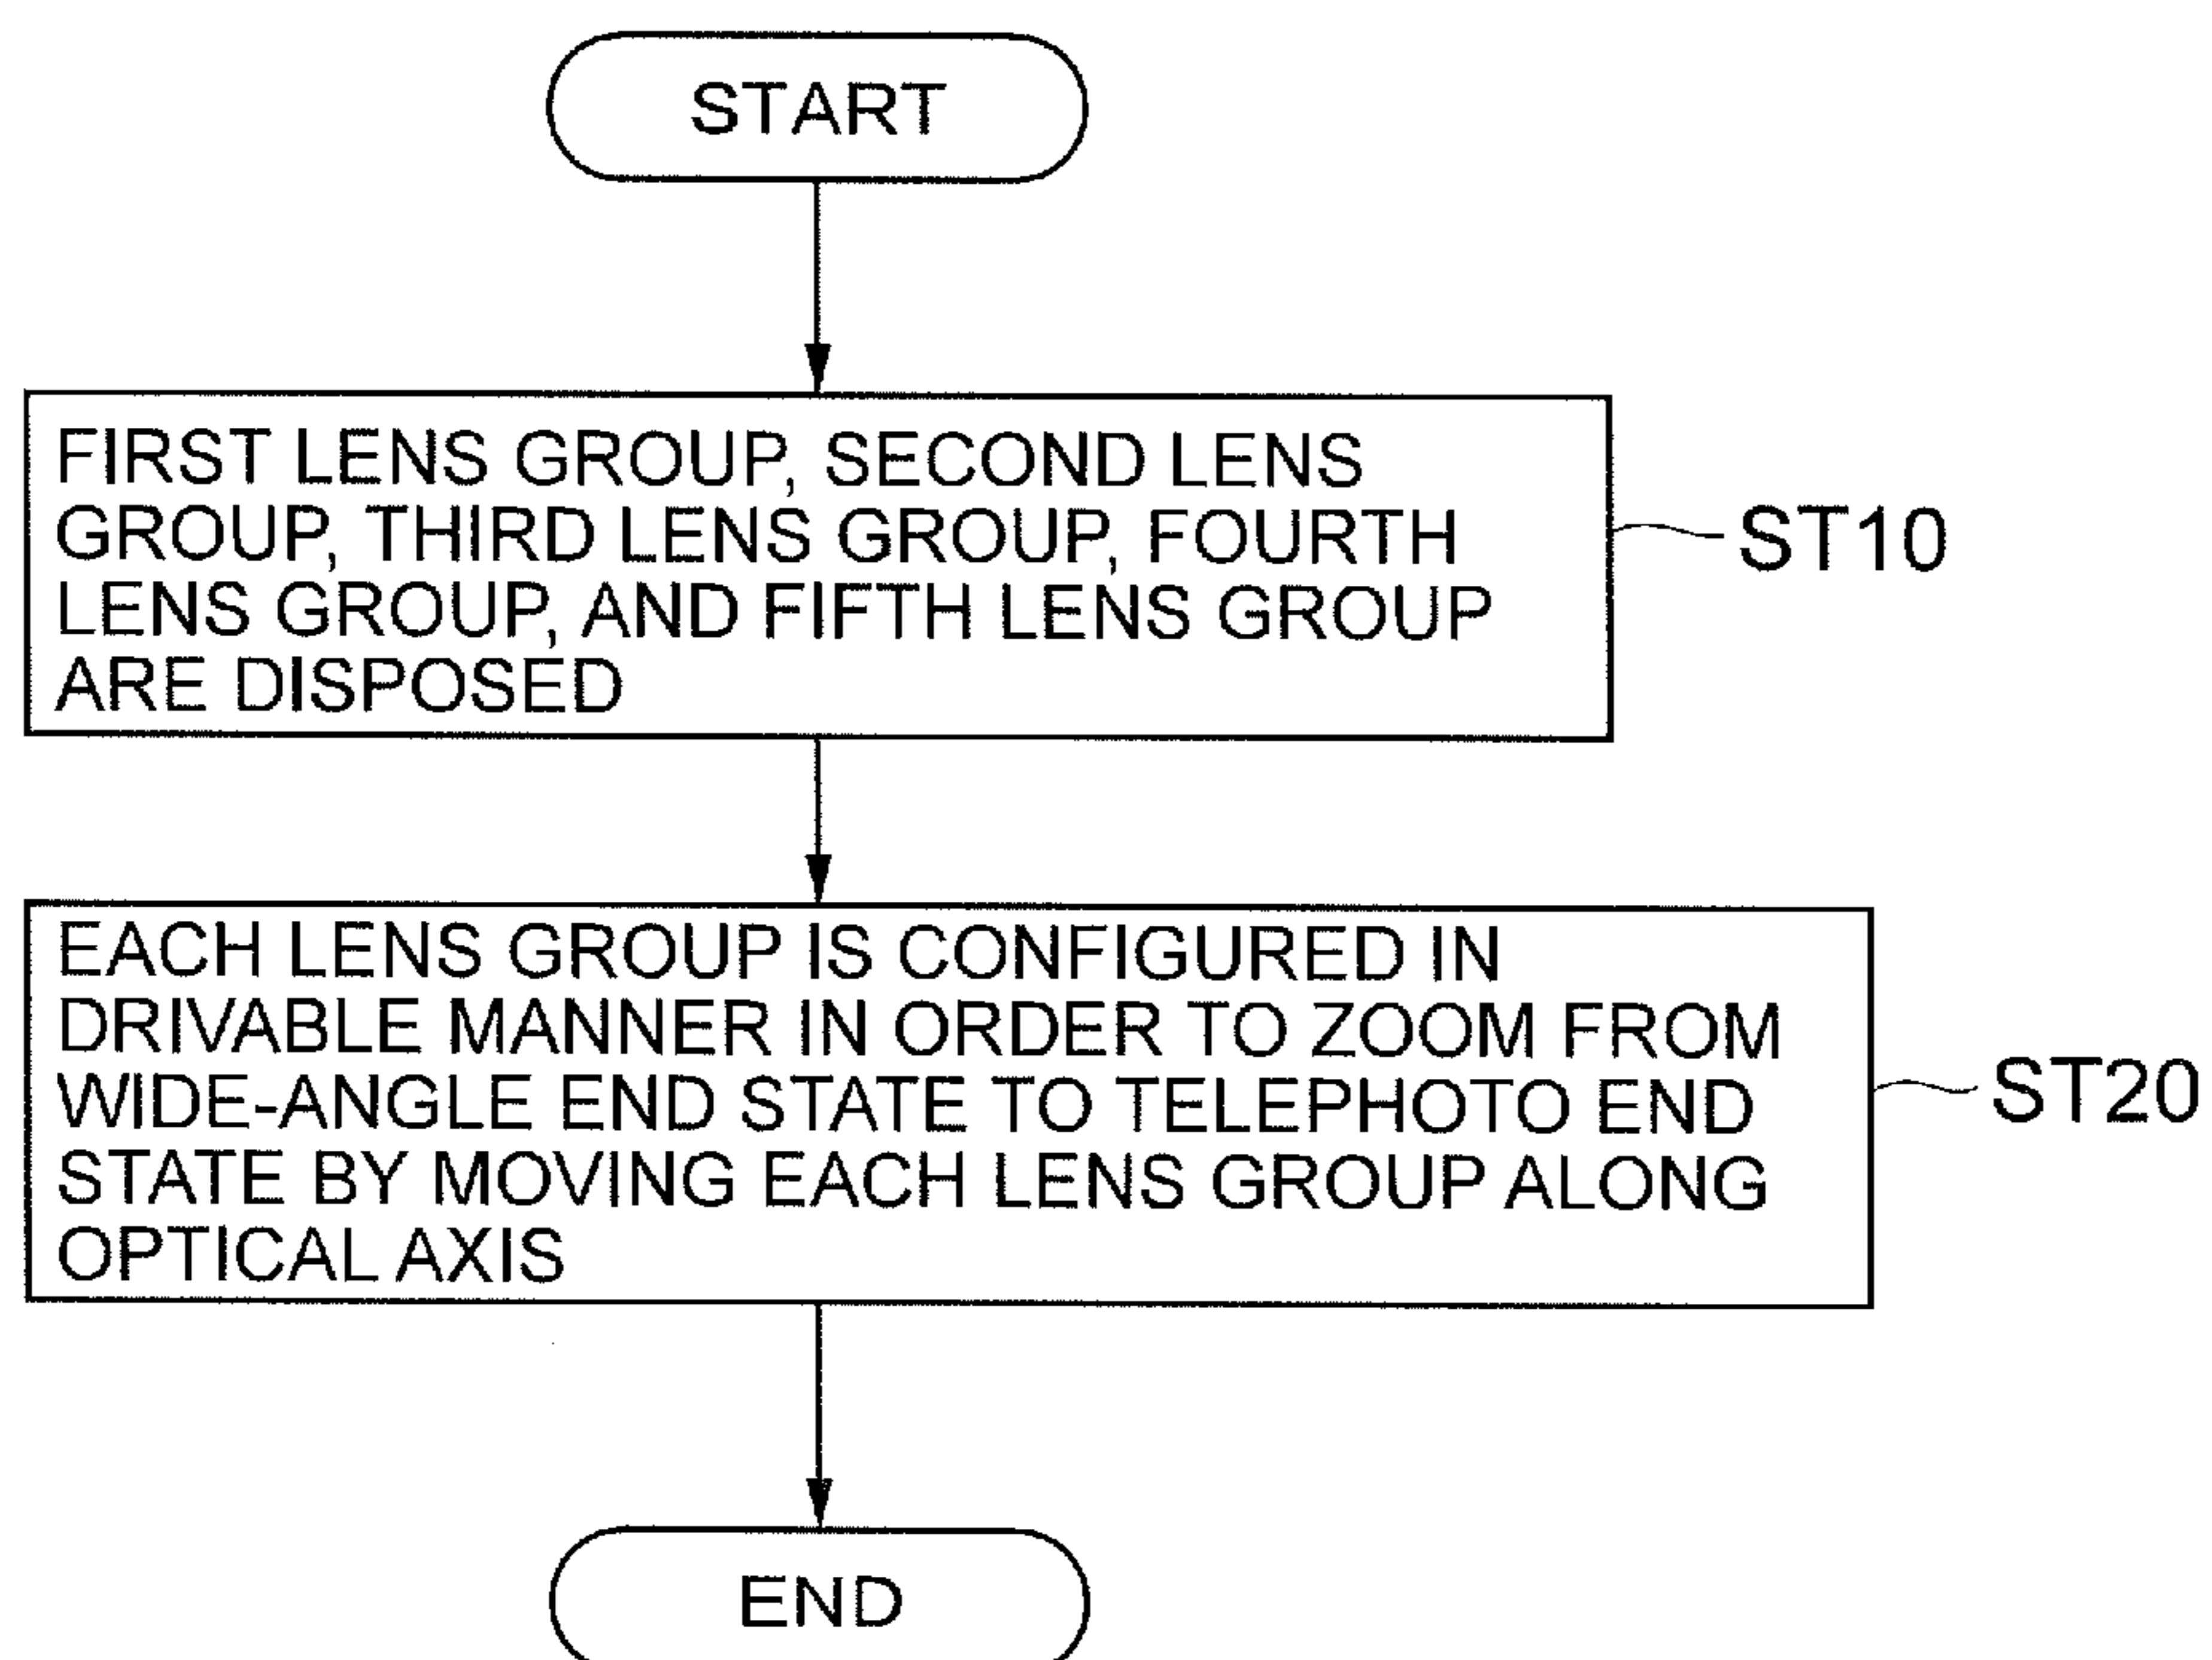 START
FIRST LENS GROUP, SECOND LENS
GROUP, THIRD LENS GROUP, FOURTH
LENS GROUP, AND FIFTH LENS GROUP
ARE DISPOSED
ST10
EACH LENS GROUP IS CONFIGURED IN
DRIVABLE MANNER IN ORDER TO ZOOM FROM
WIDE-ANGLE END STATE TO TELEPHOTO END
STATE BY MOVING EACH LENS GROUP ALONG
OPTICAL AXIS
ST20
END